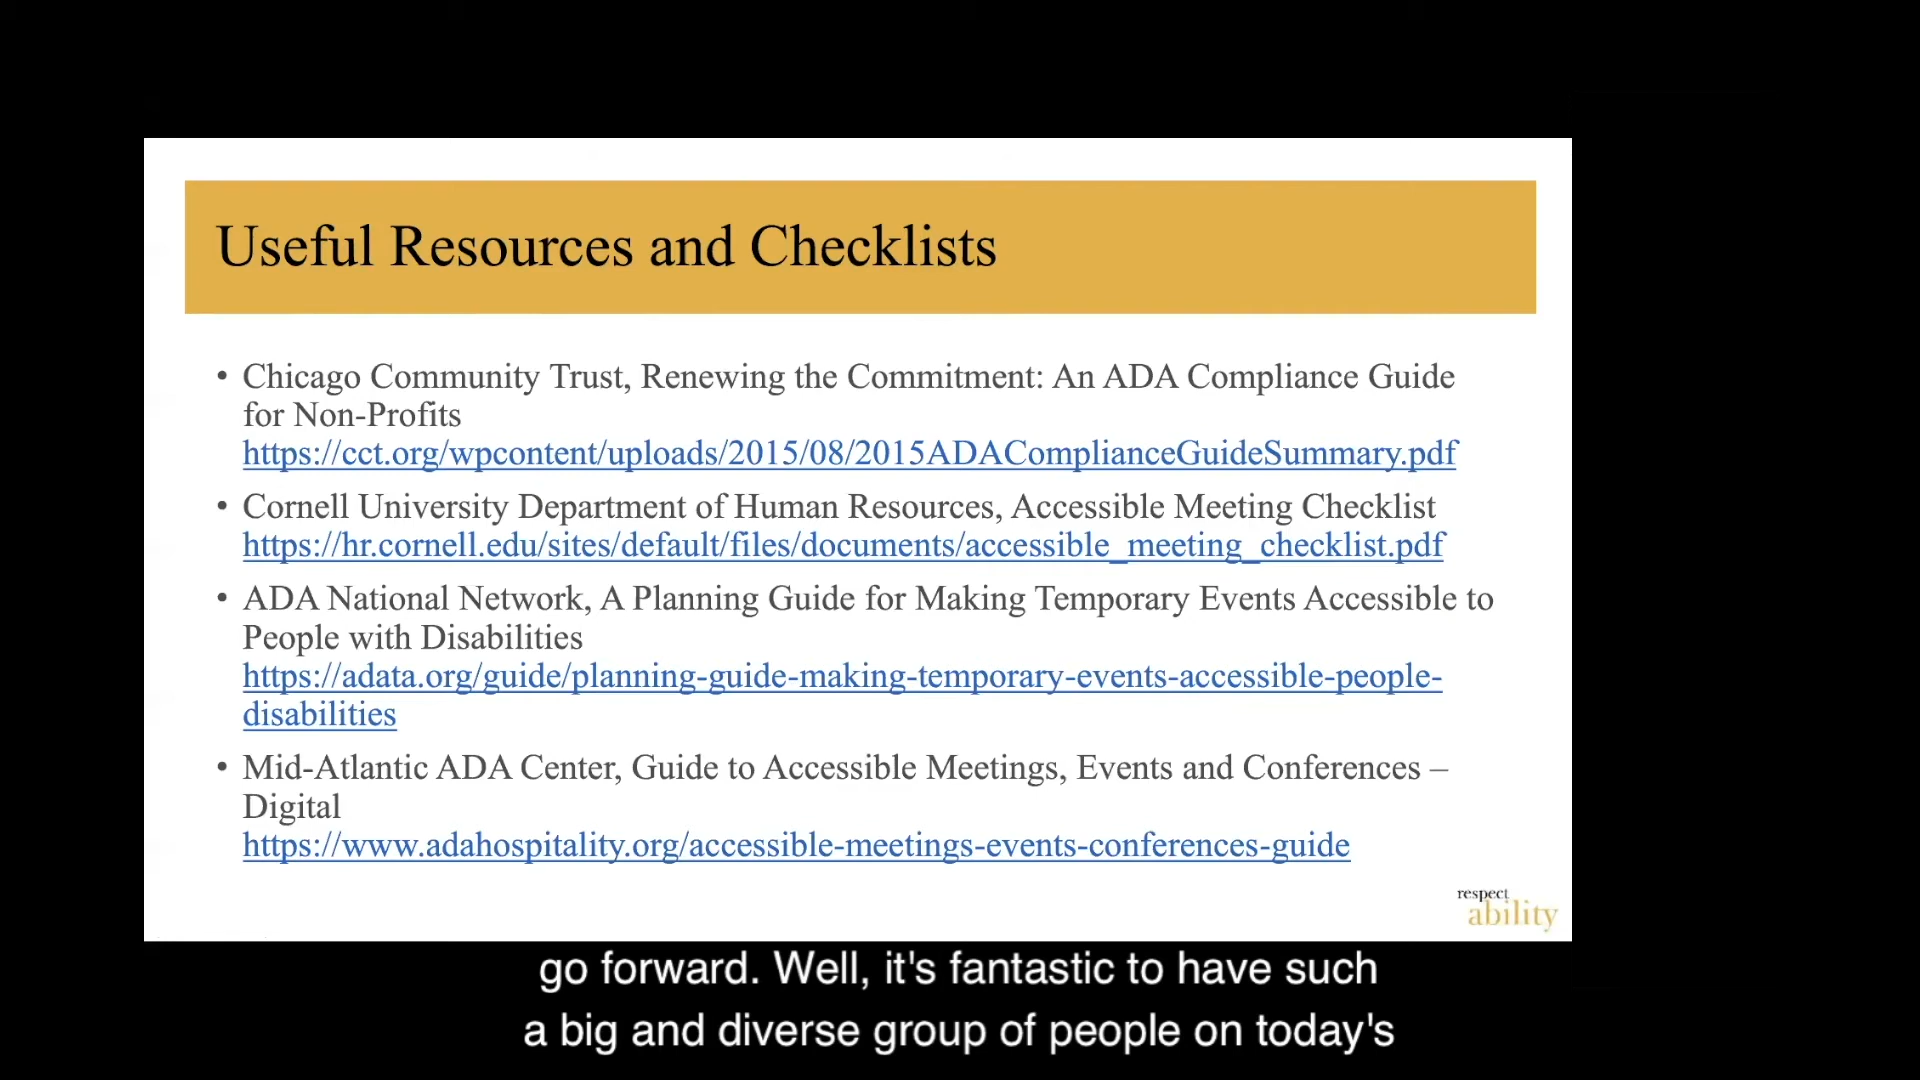 Useful Resources and Checklists
• Chicago Community Trust, Renewing the Commitment: An ADA Compliance Guide
for Non-Profits
https://cct.org/wpcontent/uploads/2015/08/2015ADAComplianceGuideSummary.pdf
• Cornell University Department of Human Resources, Accessible Meeting Checklist
https://hr.cornell.edu/sites/default/files/documents/accessible_meeting_checklist.pdf
• ADA National Network, A Planning Guide for Making Temporary Events Accessible to
People with Disabilities
https://adata.org/guide/planning-guide-making-temporary-events-accessible-people-
disabilities
• Mid-Atlantic ADA Center, Guide to Accessible Meetings, Events and Conferences –
Digital
https://www.adahospitality.org/accessible-meetings-events-conferences-guide
respect
ability
go forward. Well, it's fantastic to have such
a big and diverse group of people on today's